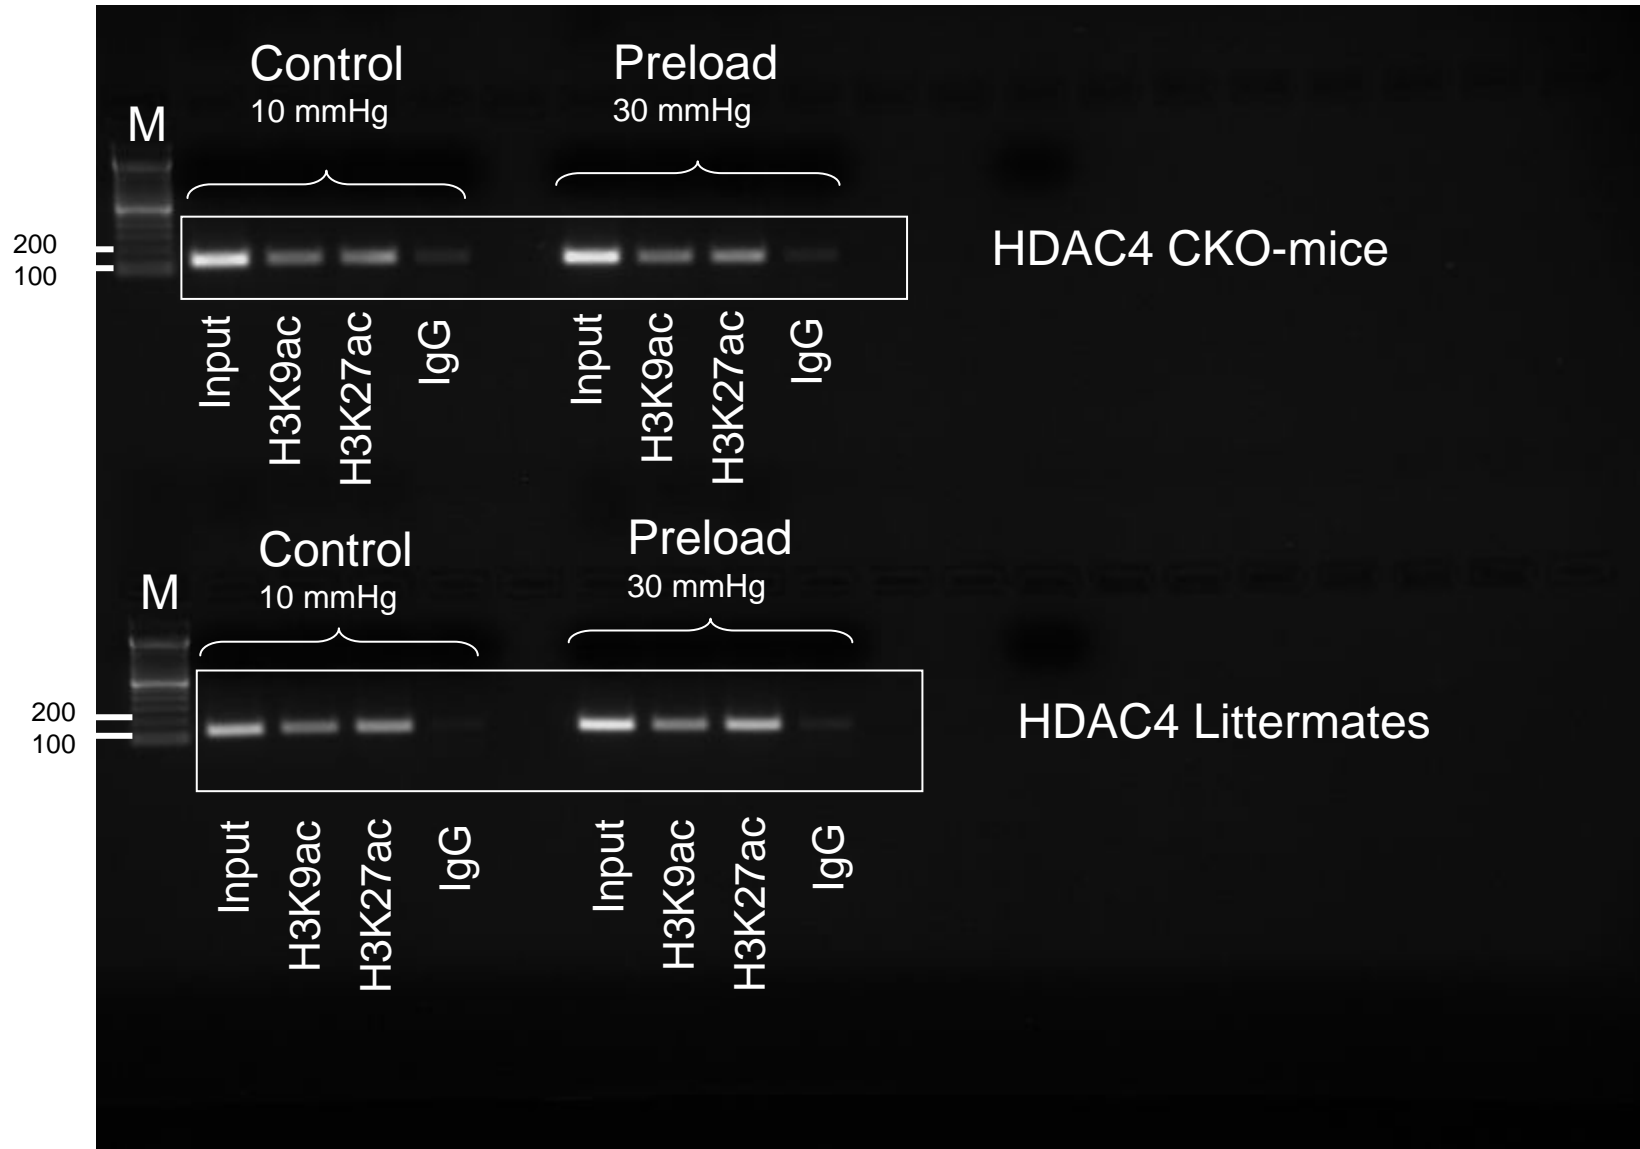 Control
10 mmHg
Preload
30 mmHg
M
200
100
HDAC4 CKO-mice
Input
H3K9ac
H3K27ac
IgG
Input
H3K9ac
H3K27ac
IgG
Control
10 mmHg
Preload
30 mmHg
M
200
100
HDAC4 Littermates
Input
H3K9ac
H3K27ac
IgG
Input
H3K9ac
H3K27ac
IgG